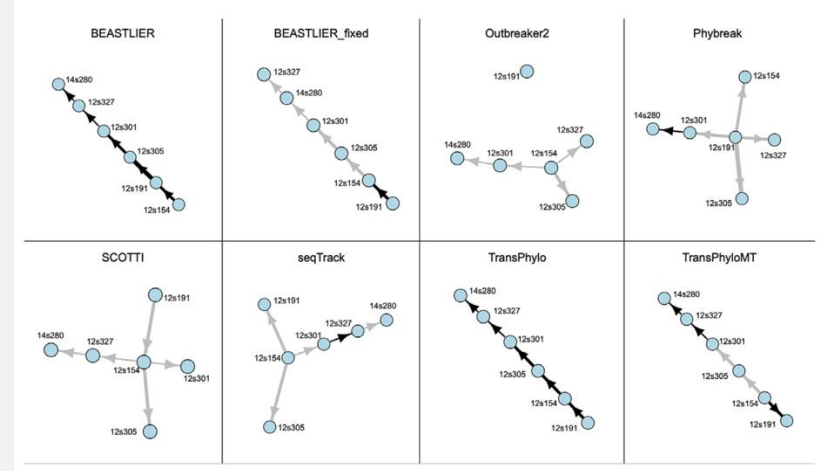 BEASTLIER
14s280
12s327
12s301
12s305
12s191
12s154
BEASTLIER_fixed
12s327
14s280
12s301
12s305
12s154
12s191
Outbreaker2
12s191
12s327
14s280
12s301
12s154
12s305
Phybreak
12s154
14s280
12s301
12s191
12s327
12s305
SCOTTI
12s191
14s280
12s327
12s154
12s301
12s305
seqTrack
12s191
14s280
12s327
12s301
12s154
12s305
TransPhylo
14s280
12s327
12s301
12s305
12s154
12s191
TransPhyloMT
14s280
12s327
12s301
12s305
12s154
12s191